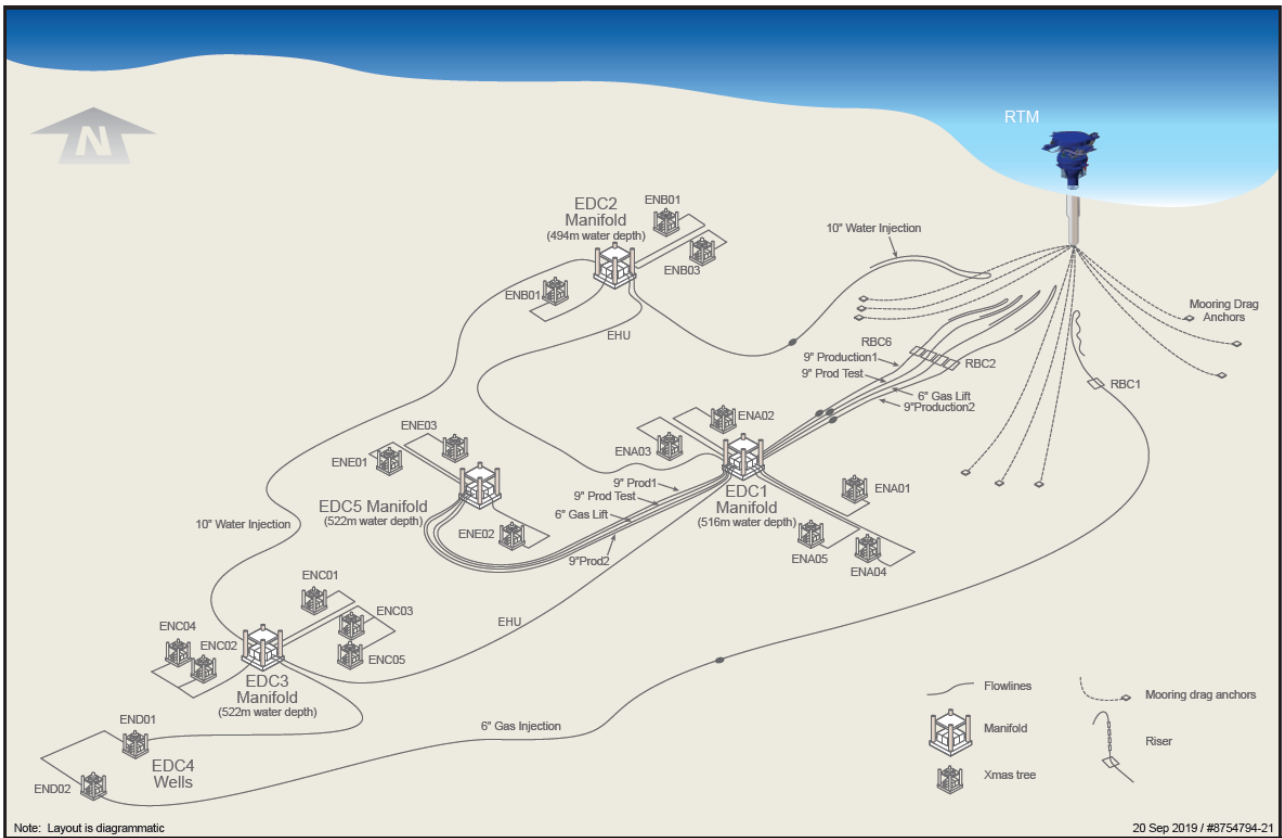 RTM
N
EDC2
Manifold
(494m water depth)
ENB01
ENB03
ENB01
10" Water Injection
EHU
Mooring Drag
Anchors
RBC6
9" Production1
9" Prod Test
RBC2
6" Gas Lift
9"Production2
RBC1
ENA02
ENA03
ENE03
ENE01
EDC5 Manifold
(522m water depth)
ENE02
9" Prod1
9" Prod Test
6" Gas Lift
9"Prod2
EDC1
Manifold
(516m water depth)
ENA01
ENA05
ENA04
10" Water Injection
ENC01
ENC03
ENC05
ENC04
ENC02
EHU
EDC3
Manifold
(522m water depth)
END01
EDC4
Wells
END02
6" Gas Injection
Flowlines
Manifold
Xmas tree
Mooring drag anchors
Riser
Note: Layout is diagrammatic
20 Sep 2019 / #8754794-21